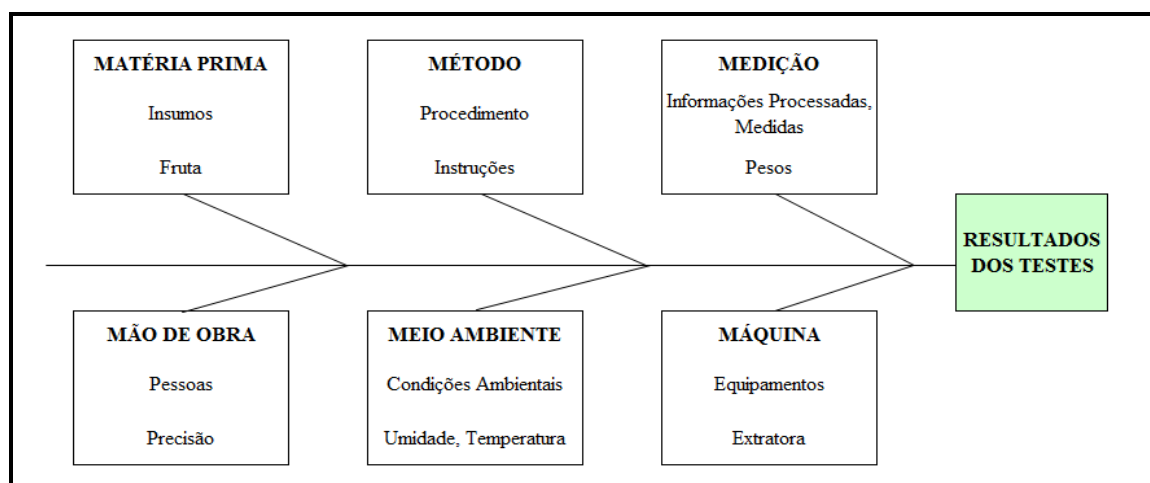 MATÉRIA PRIMA
Insumos
Fruta
MÉTODO
Procedimento
Instruções
MEDIÇÃO
Informações Processadas,
Medidas
Pesos
RESULTADOS
DOS TESTES
MÃO DE OBRA
Pessoas
Precisão
MEIO AMBIENTE
Condições Ambientais
Umidade, Temperatura
MÁQUINA
Equipamentos
Extratora